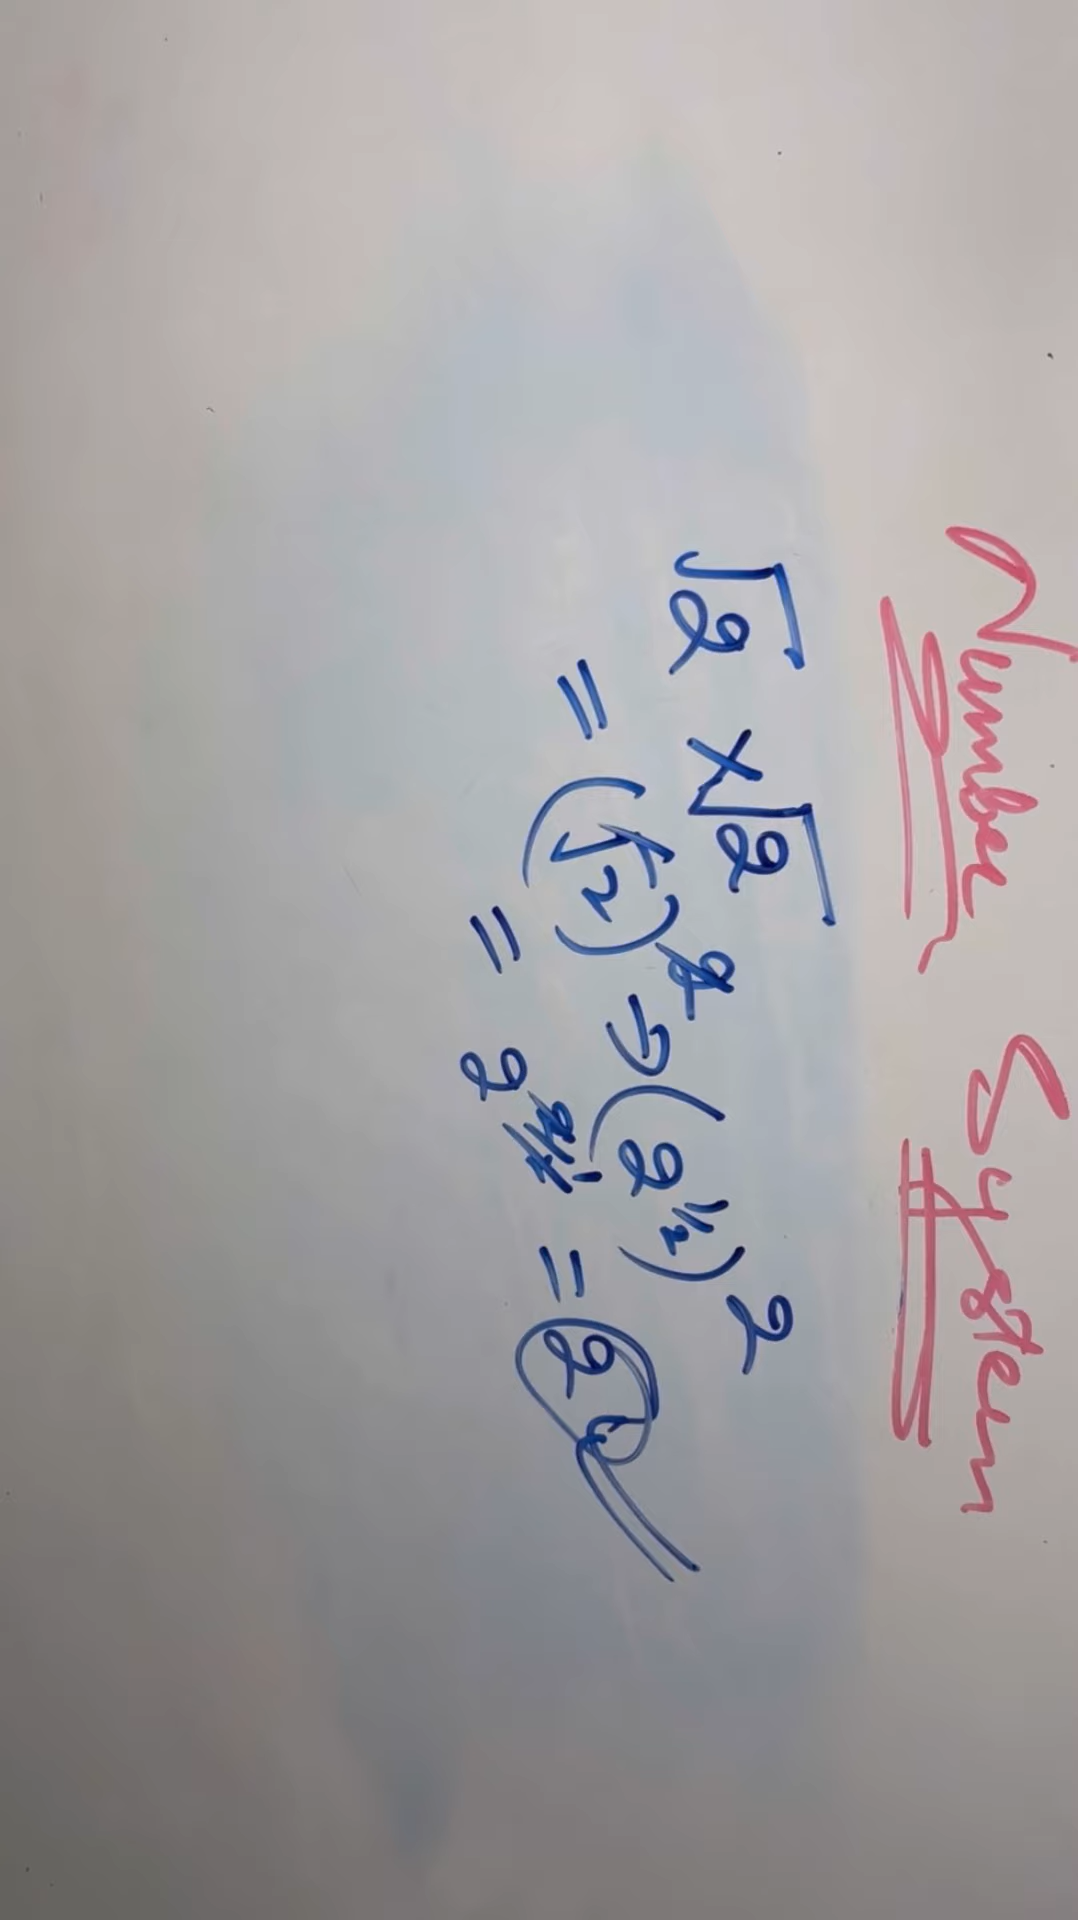 Number System
√2 × √2
= (√2)² ⇒ (2^1/2)²
= 2^2/2 = 2